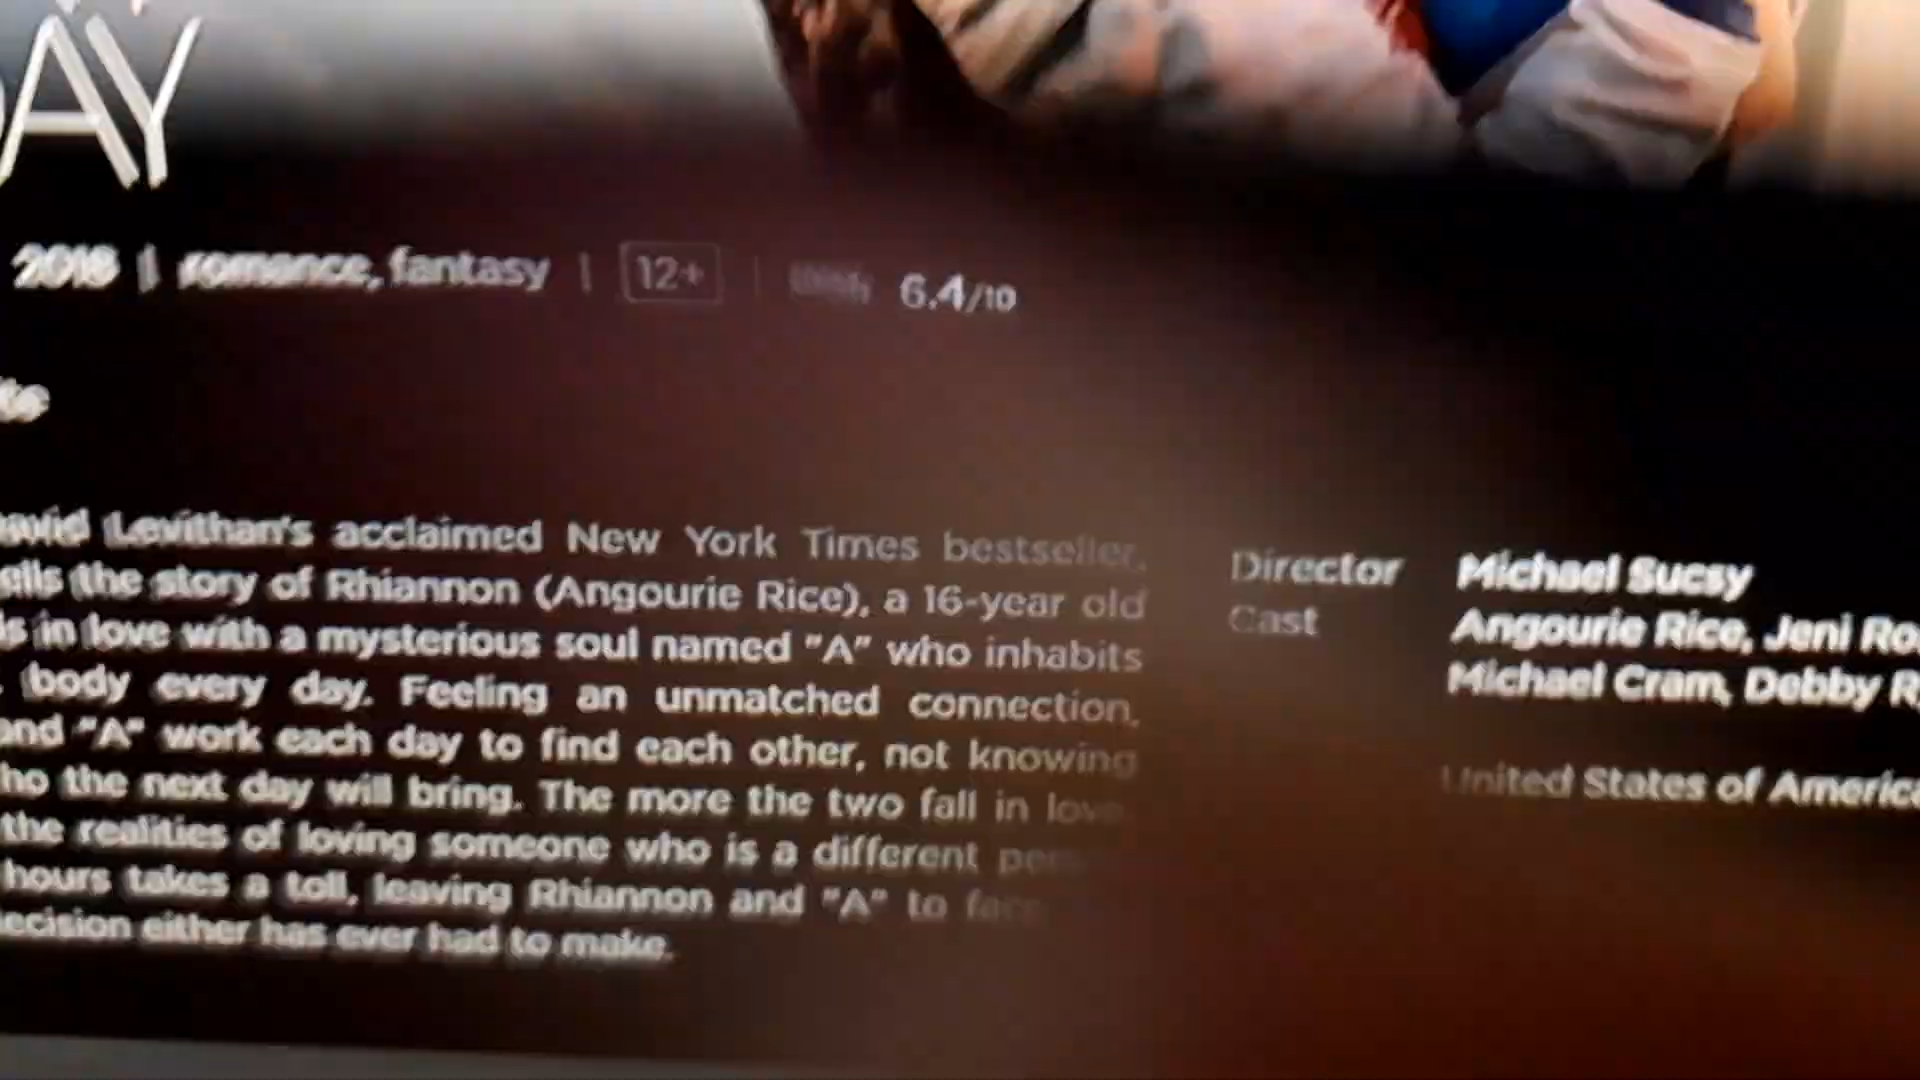 DAY
2018 | romance, fantasy | 12+ | 6.4/10
David Levithan's acclaimed New York Times bestseller,
the story of Rhiannon (Angourie Rice), a 16-year old
in love with a mysterious soul named "A" who inhabits
body every day. Feeling an unmatched connection,
and "A" work each day to find each other, not knowing
the next day will bring. The more the two fall in love
the realities of loving someone who is a different
hours takes a toll, leaving Rhiannon and "A" to face
decision either has ever had to make.
Director Michael Sucsy
Cast Angourie Rice, Jeni
Michael Cram, Debby
United States of America